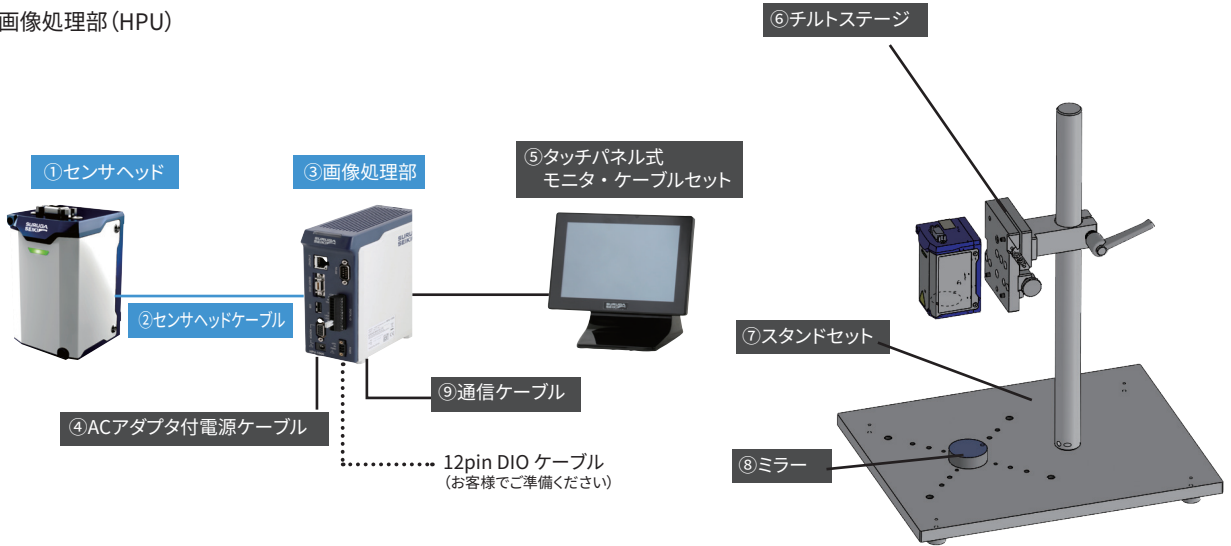 画像処理部(HPU)
⑥チルトステージ
①センサヘッド
③画像処理部
⑤タッチパネル式
モニタ・ケーブルセット
SURUGA
SEIKI
SURUGA
SEIKI
②センサヘッドケーブル
⑦スタンドセット
⑨通信ケーブル
④ACアダプタ付電源ケーブル
12pin DIO ケーブル
(お客様でご準備ください)
⑧ミラー